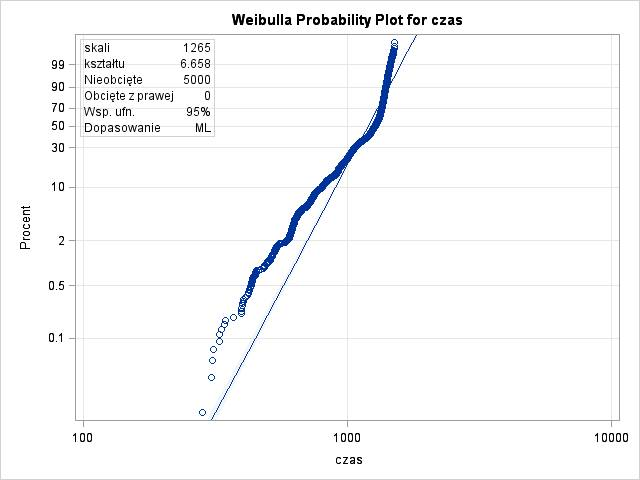 Weibulla Probability Plot for czas
skali 1265
kształtu 6.658
Nieobcięte 5000
Obcięte z prawej 0
Wsp. ufn. 95%
Dopasowanie ML
99
90
70
50
30
10
2
0.5
0.1
Procent
100 1000 10000
czas